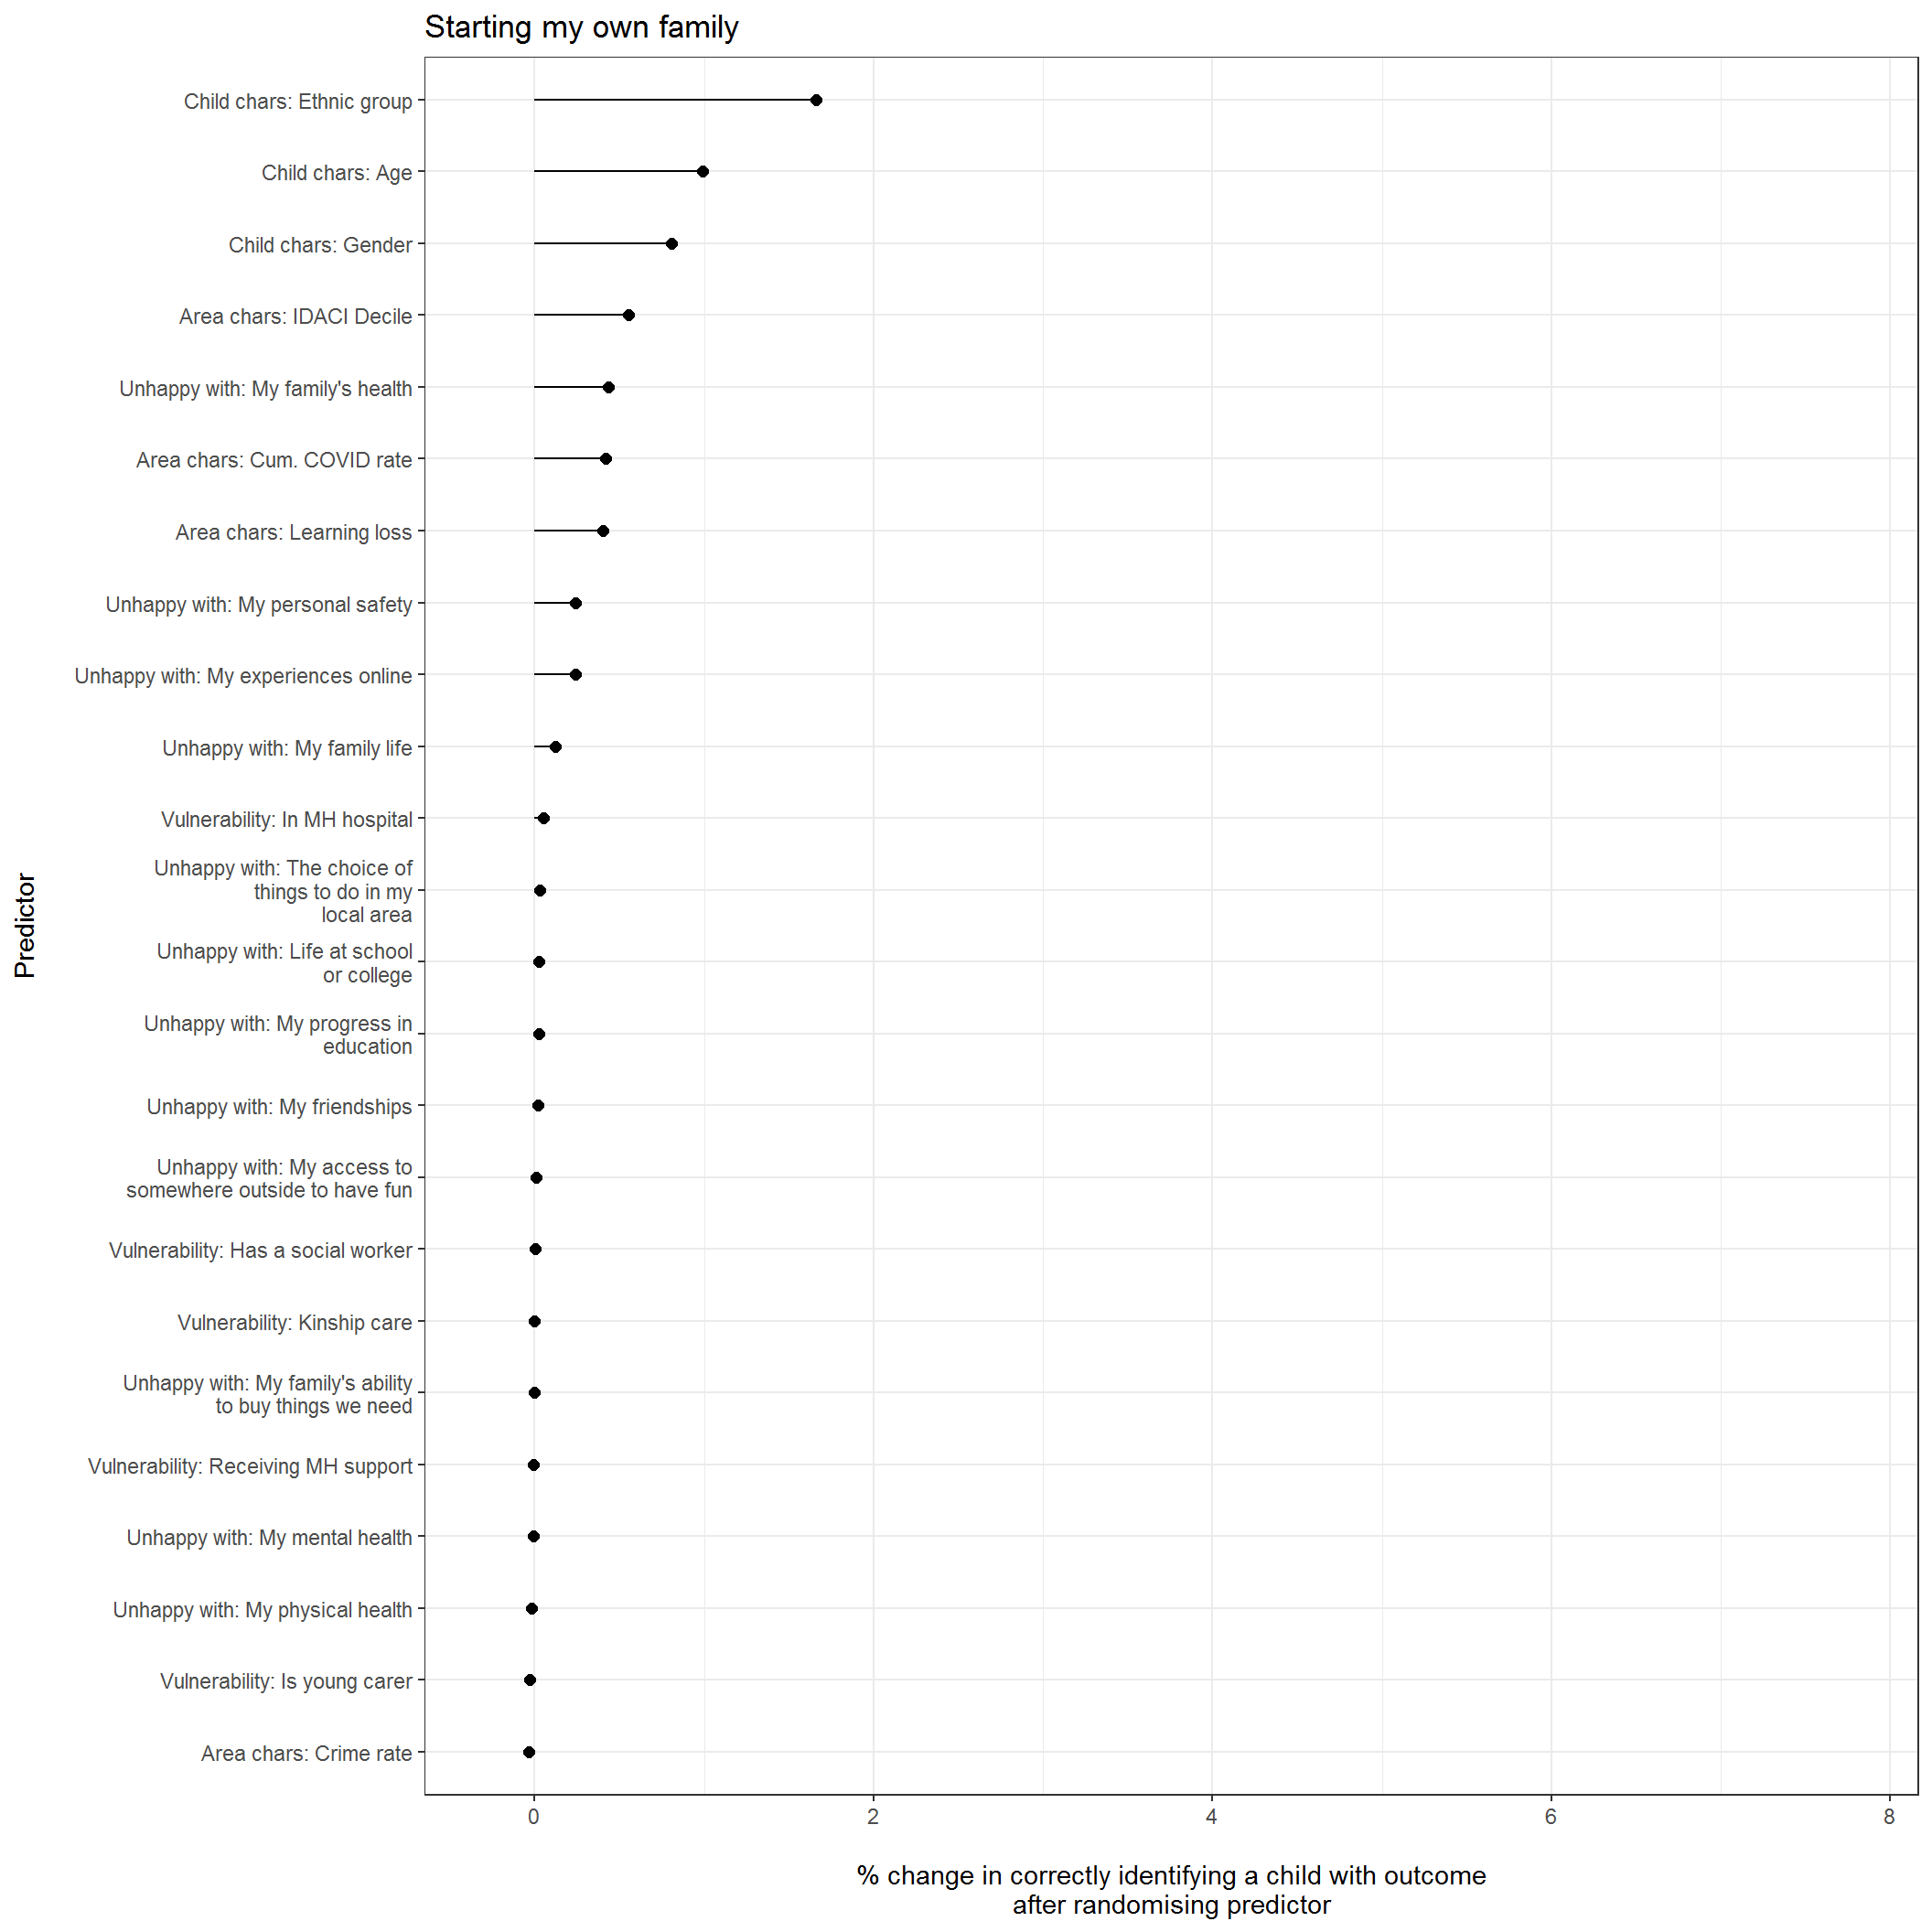 Starting my own family
Child chars: Ethnic group
Child chars: Age
Child chars: Gender
Area chars: IDACI Decile
Unhappy with: My family's health
Area chars: Cum. COVID rate
Area chars: Learning loss
Unhappy with: My personal safety
Unhappy with: My experiences online
Unhappy with: My family life
Vulnerability: In MH hospital
Unhappy with: The choice of
things to do in my
local area
Unhappy with: Life at school
or college
Unhappy with: My progress in
education
Unhappy with: My friendships
Unhappy with: My access to
somewhere outside to have fun
Vulnerability: Has a social worker
Vulnerability: Kinship care
Unhappy with: My family's ability
to buy things we need
Vulnerability: Receiving MH support
Unhappy with: My mental health
Unhappy with: My physical health
Vulnerability: Is young carer
Area chars: Crime rate
Predictor
0 2 4 6 8
% change in correctly identifying a child with outcome
after randomising predictor